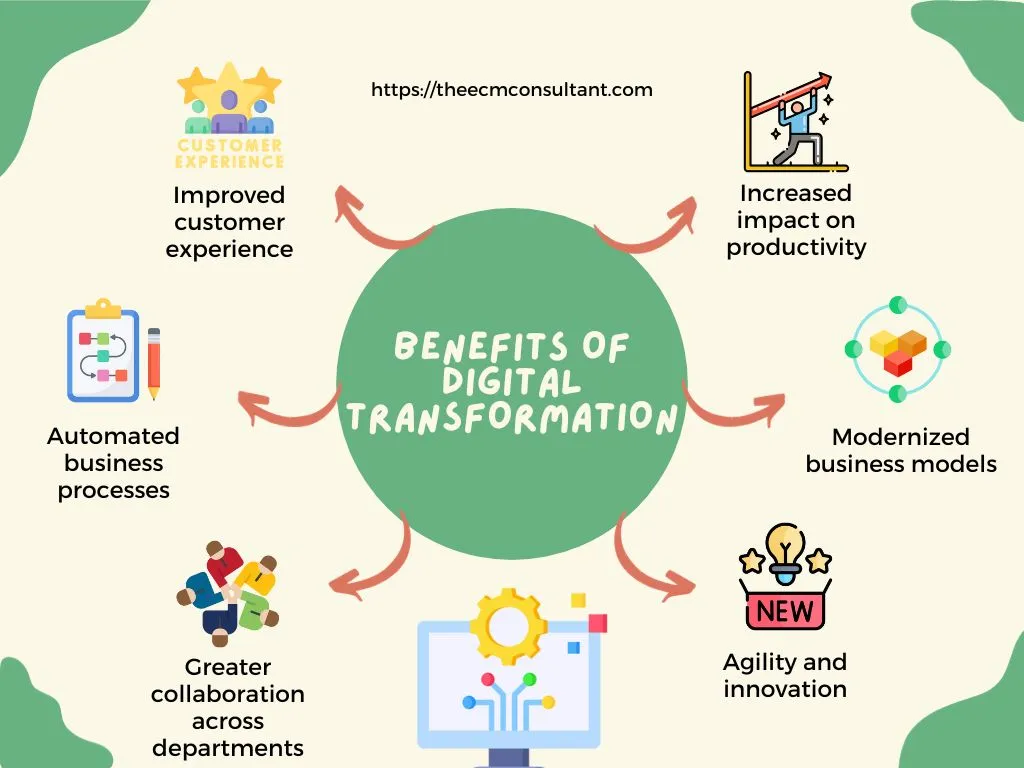 https://theecmconsultant.com
CUSTOMER
EXPERIENCE
Improved
customer
experience
Increased
impact on
productivity
BENEFITS OF
DIGITAL
TRANSFORMATION
Automated
business
processes
Modernized
business models
Greater
collaboration
across
departments
NEW
Agility and
innovation